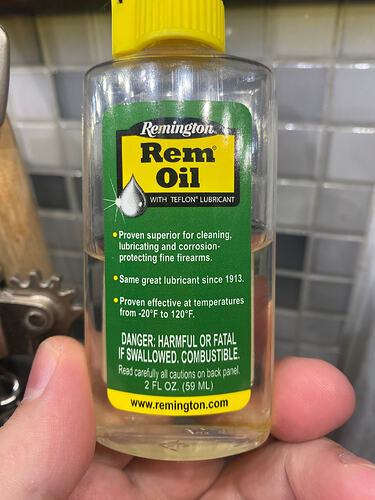 Remington.
Rem® Oil
WITH TEFLON® LUBRICANT
• Proven superior for cleaning,
lubricating and corrosion-
protecting fine firearms.
• Same great lubricant since 1913.
• Proven effective at temperatures
from -20°F to 120°F.
DANGER: HARMFUL OR FATAL
IF SWALLOWED. COMBUSTIBLE.
Read carefully all cautions on back panel.
2 FL OZ. (59 ML)
www.remington.com